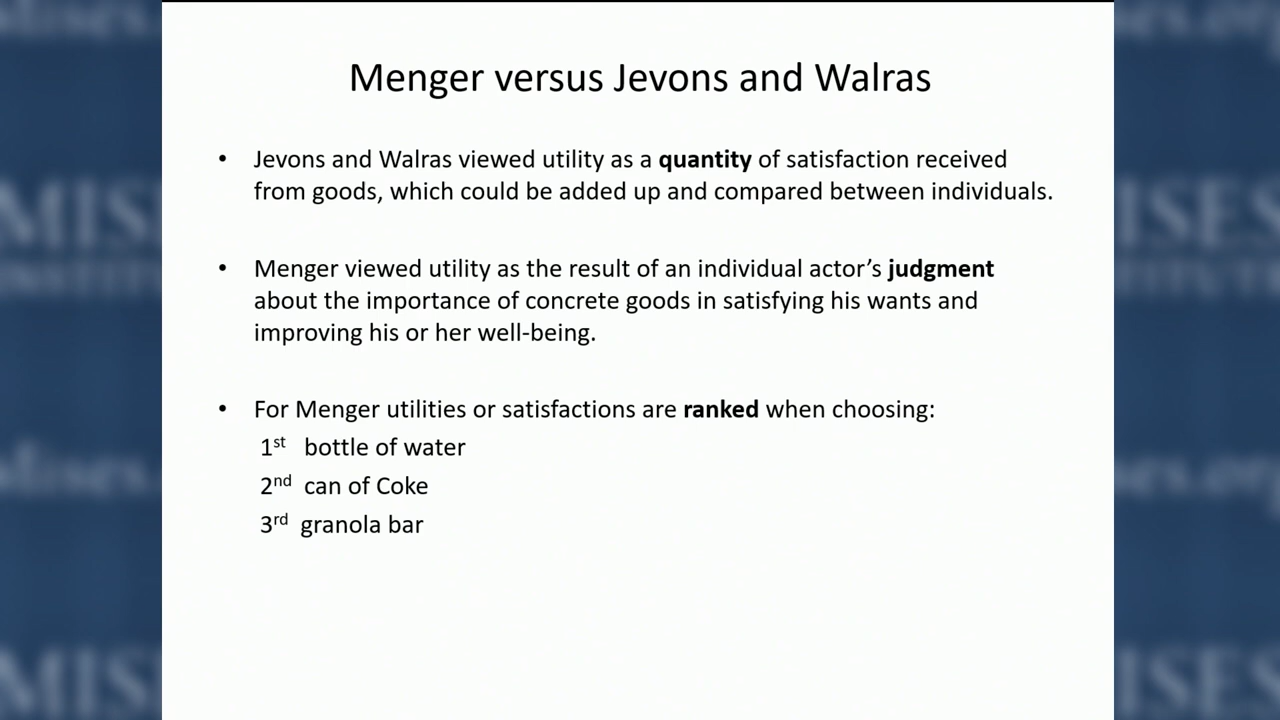 Menger versus Jevons and Walras
• Jevons and Walras viewed utility as a quantity of satisfaction received
from goods, which could be added up and compared between individuals.
• Menger viewed utility as the result of an individual actor’s judgment
about the importance of concrete goods in satisfying his wants and
improving his or her well-being.
• For Menger utilities or satisfactions are ranked when choosing:
1st bottle of water
2nd can of Coke
3rd granola bar